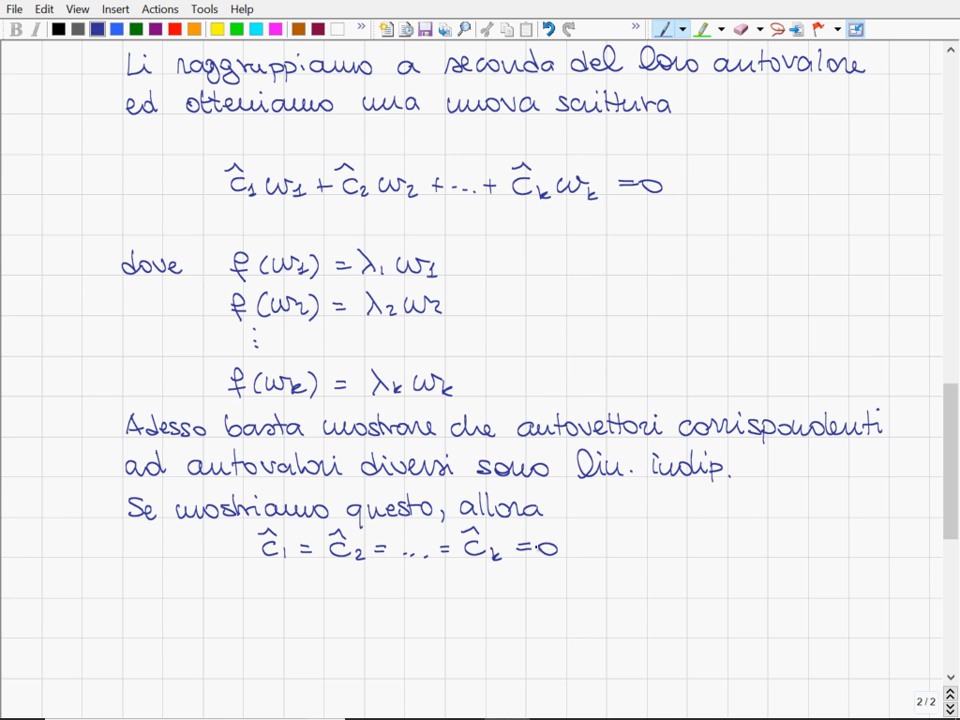 File Edit View Insert Actions Tools Help
B I
Li raggruppiamo a seconda del loro autovalore
ed otteniamo una nuova scrittura
ĉ₁w₁ + ĉ₂w₂ + ... + ĉₖwₖ = 0
dove f(w₁) = λ₁w₁
f(w₂) = λ₂w₂
⋮
f(wₖ) = λₖwₖ
Adesso basta mostrare che autovettori corrispondenti
ad autovalori diversi sono lin. indip.
Se mostriamo questo, allora
ĉ₁ = ĉ₂ = ... = ĉₖ = 0
2 / 2